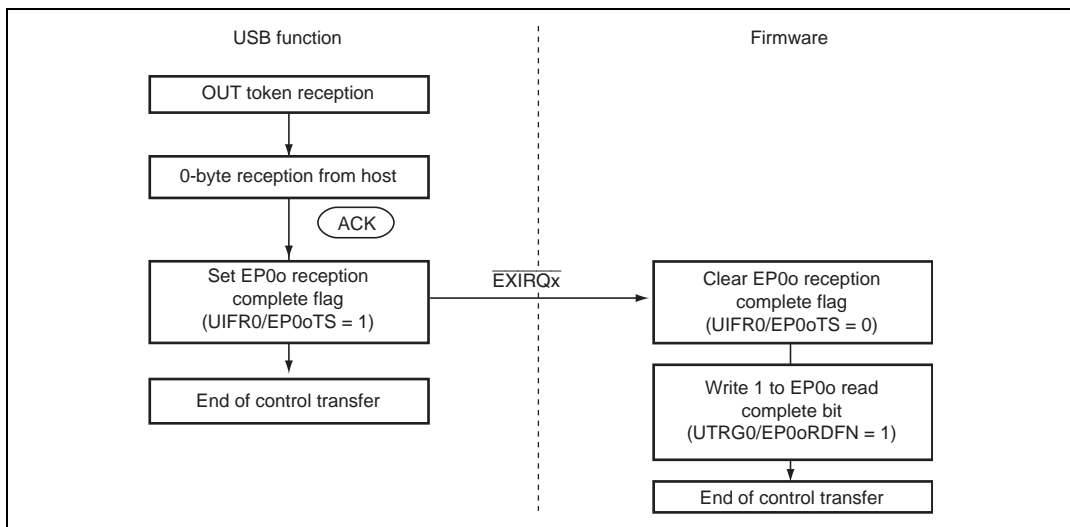 USB function
Firmware
OUT token reception
0-byte reception from host
ACK
Set EP0o reception
complete flag
(UIFR0/EP0oTS = 1)
EXIRQx
Clear EP0o reception
complete flag
(UIFR0/EP0oTS = 0)
End of control transfer
Write 1 to EP0o read
complete bit
(UTRG0/EP0oRDFN = 1)
End of control transfer